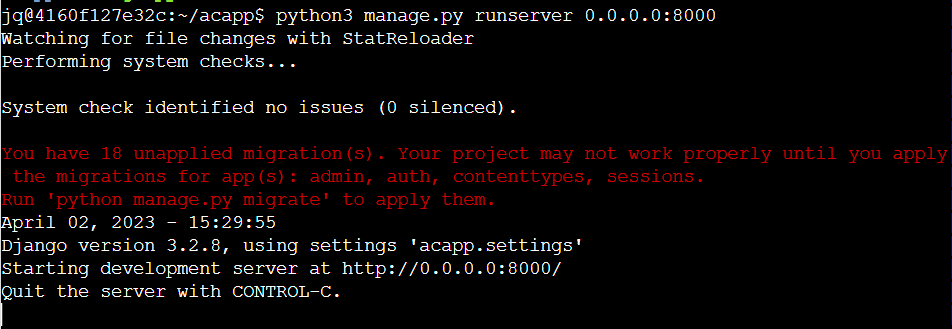 jq@4160f127e32c:~/acapp$ python3 manage.py runserver 0.0.0.0:8000
Watching for file changes with StatReloader
Performing system checks...
System check identified no issues (0 silenced).
You have 18 unapplied migration(s). Your project may not work properly until you apply
 the migrations for app(s): admin, auth, contenttypes, sessions.
Run 'python manage.py migrate' to apply them.
April 02, 2023 - 15:29:55
Django version 3.2.8, using settings 'acapp.settings'
Starting development server at http://0.0.0.0:8000/
Quit the server with CONTROL-C.